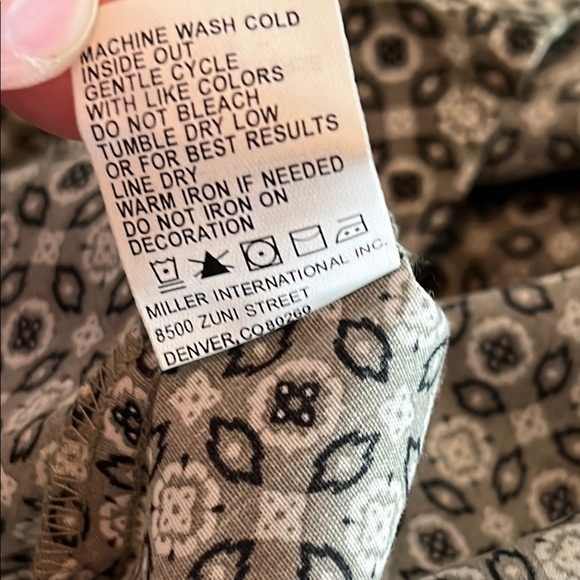 MACHINE WASH COLD
INSIDE OUT
GENTLE CYCLE
WITH LIKE COLORS
DO NOT BLEACH
TUMBLE DRY LOW
OR FOR BEST RESULTS
LINE DRY
WARM IRON IF NEEDED
DO NOT IRON ON
DECORATION
MILLER INTERNATIONAL INC.
8500 ZUNI STREET
DENVER, CO 80260